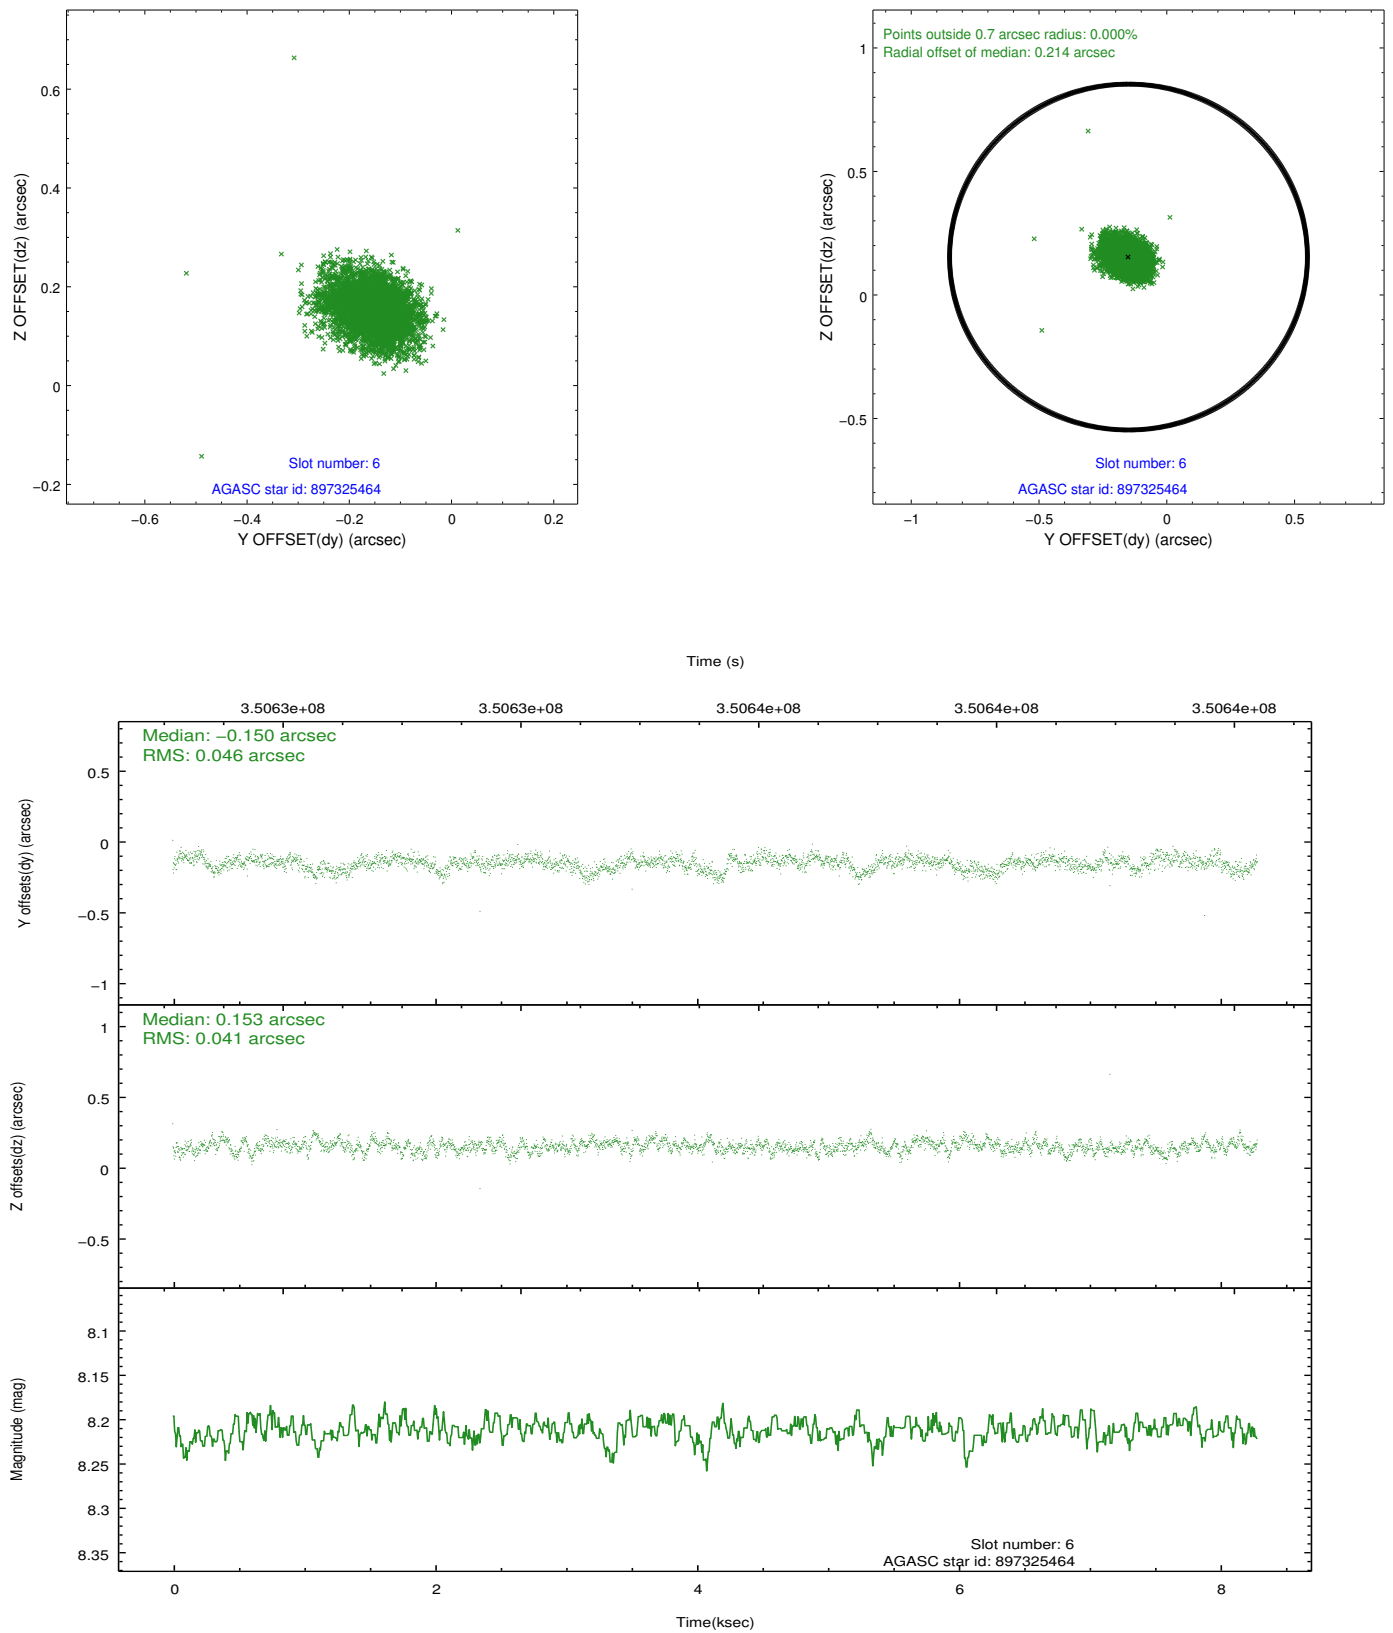 0.6
0.4
0.2
0
−0.2
Z OFFSET(dz) (arcsec)
Slot number: 6
AGASC star id: 897325464
−0.6
−0.4
−0.2
0
0.2
Y OFFSET(dy) (arcsec)
Points outside 0.7 arcsec radius: 0.000%
Radial offset of median: 0.214 arcsec
1
0.5
0
−0.5
Z OFFSET(dz) (arcsec)
Slot number: 6
AGASC star id: 897325464
−1
−0.5
0
0.5
Y OFFSET(dy) (arcsec)
Time (s)
3.5063e+08
3.5063e+08
3.5064e+08
3.5064e+08
3.5064e+08
Median: −0.150 arcsec
RMS: 0.046 arcsec
0.5
0
−0.5
−1
Y offsets(dy) (arcsec)
Median: 0.153 arcsec
RMS: 0.041 arcsec
1
0.5
0
−0.5
Z offsets(dz) (arcsec)
8.1
8.15
8.2
8.25
8.3
8.35
Magnitude (mag)
Slot number: 6
AGASC star id: 897325464
0
2
4
6
8
Time(ksec)